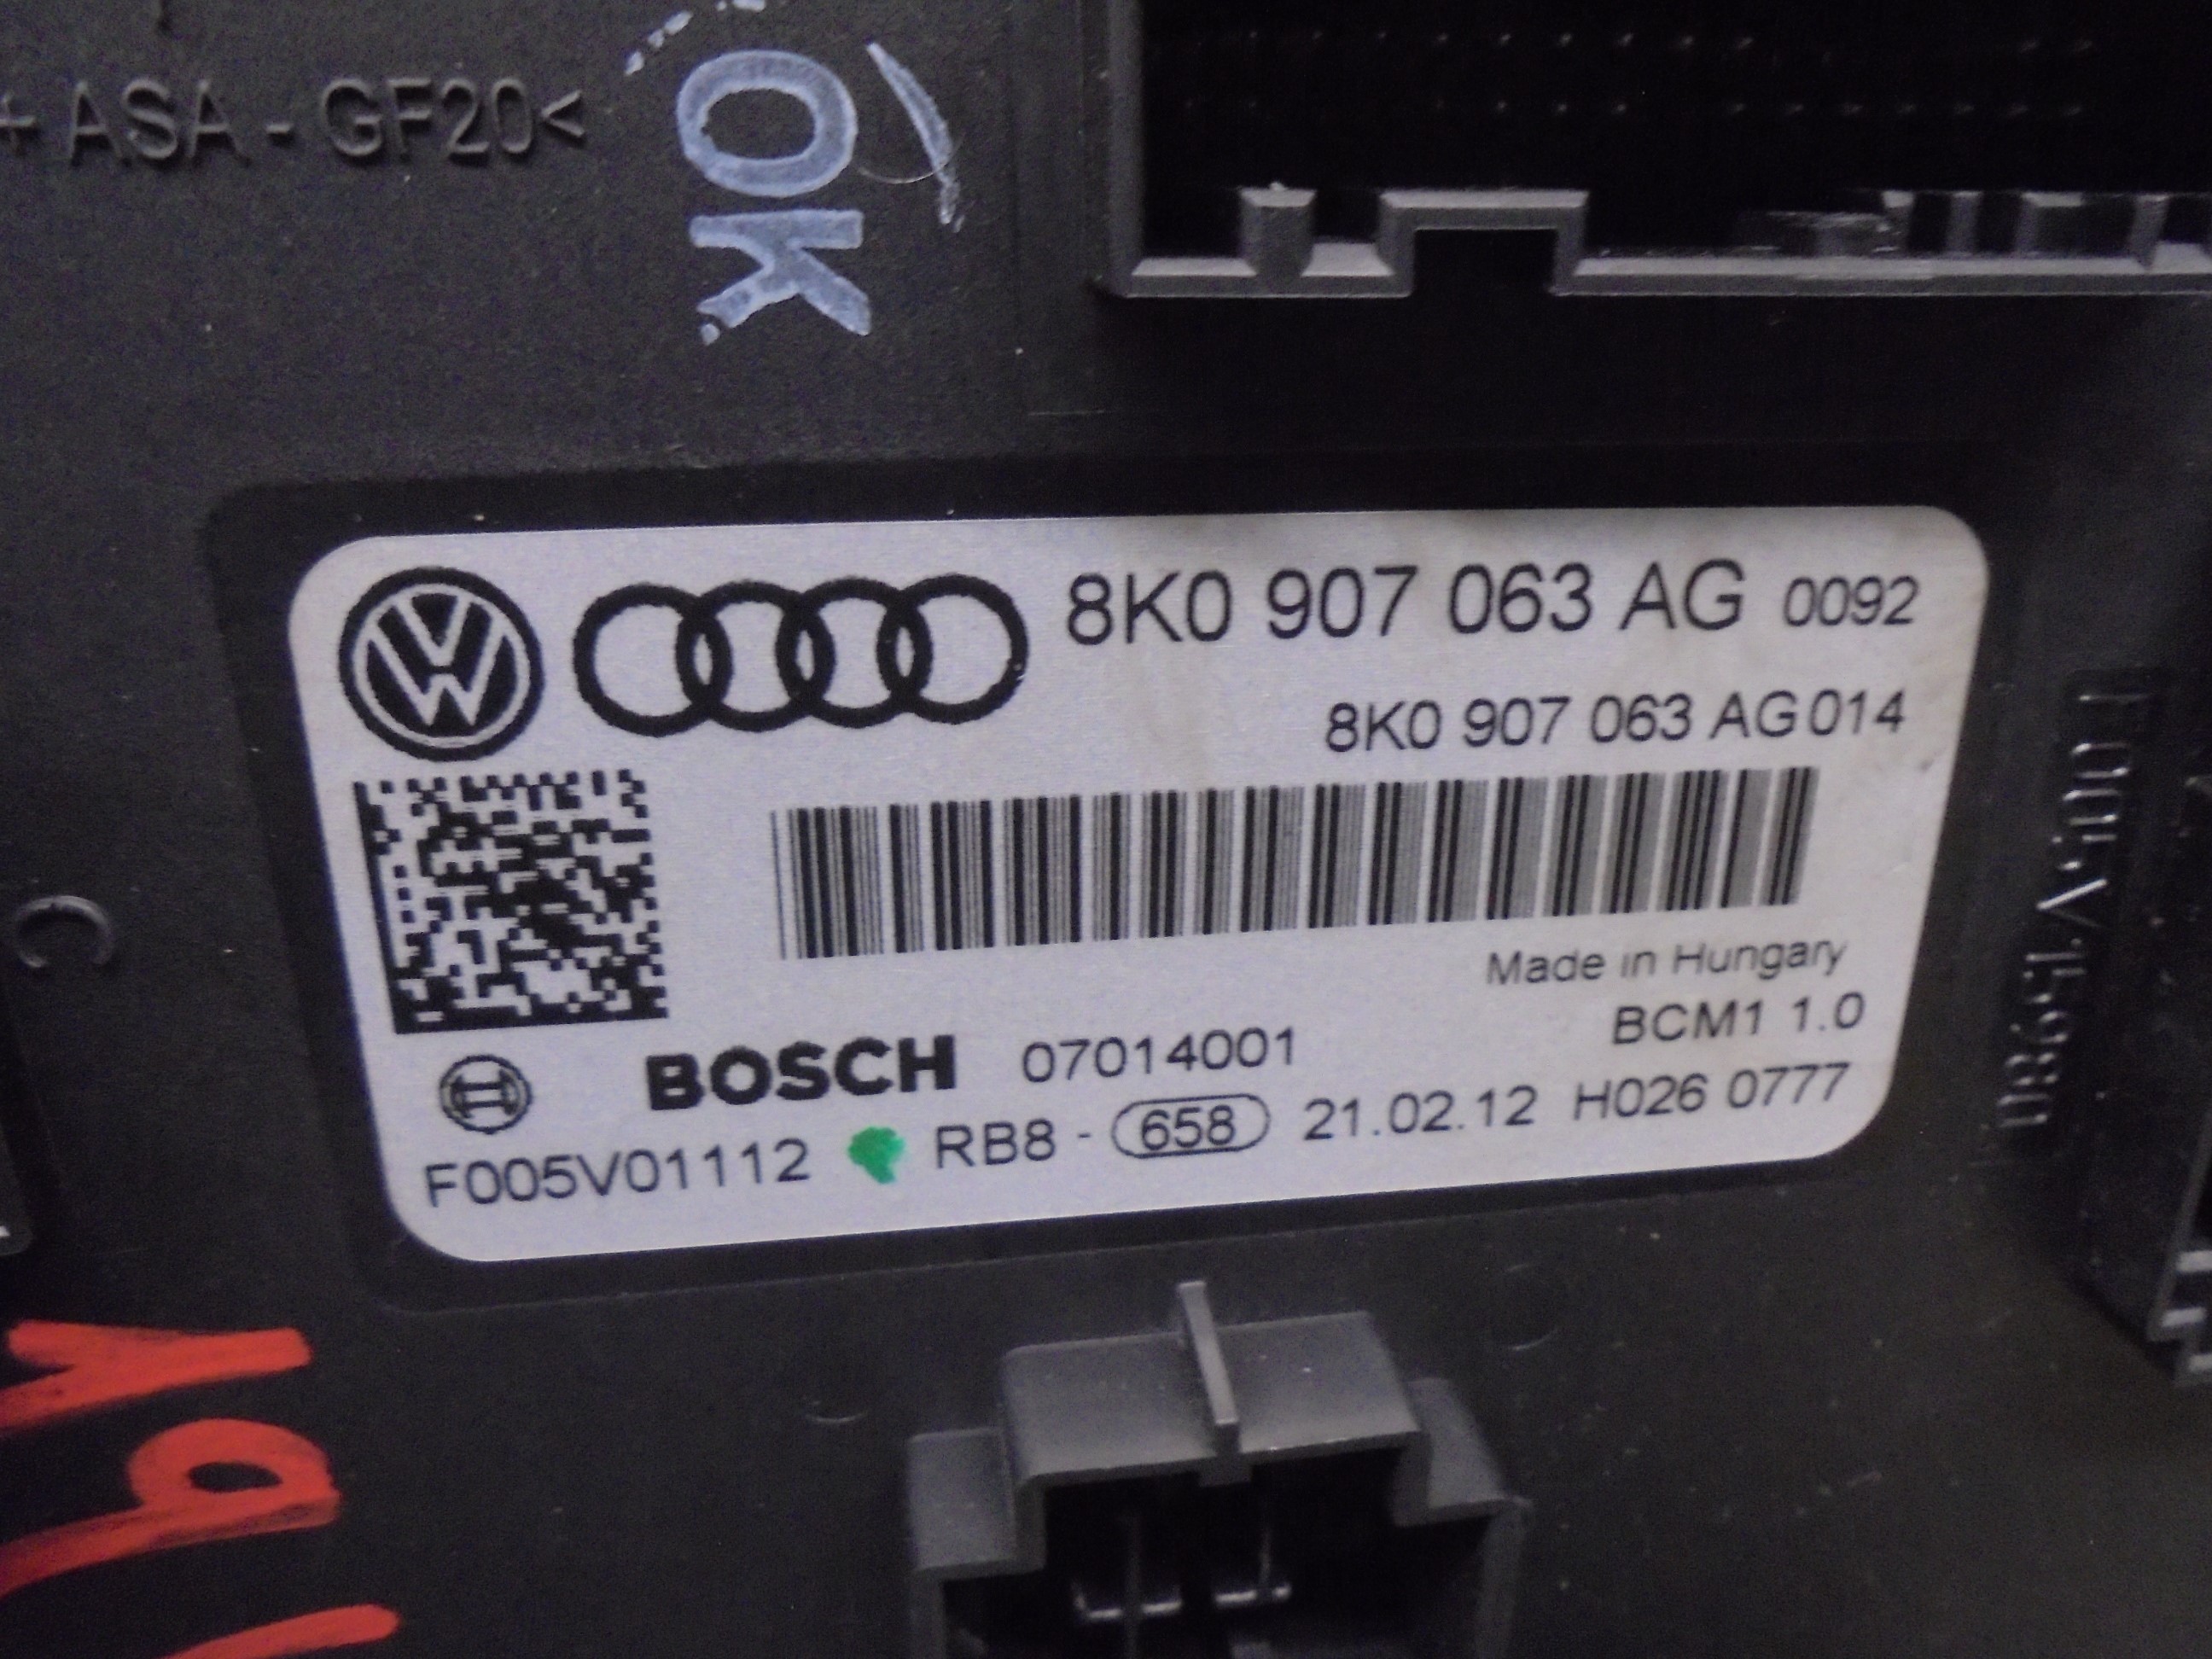 + ASA - GF20<
OK
8K0 907 063 AG 0092
8K0 907 063 AG 014
Made in Hungary
BCM1 1.0
BOSCH 07014001
F005V01112 RB8 - 658 21.02.12 H026 0777
F005V15980
C